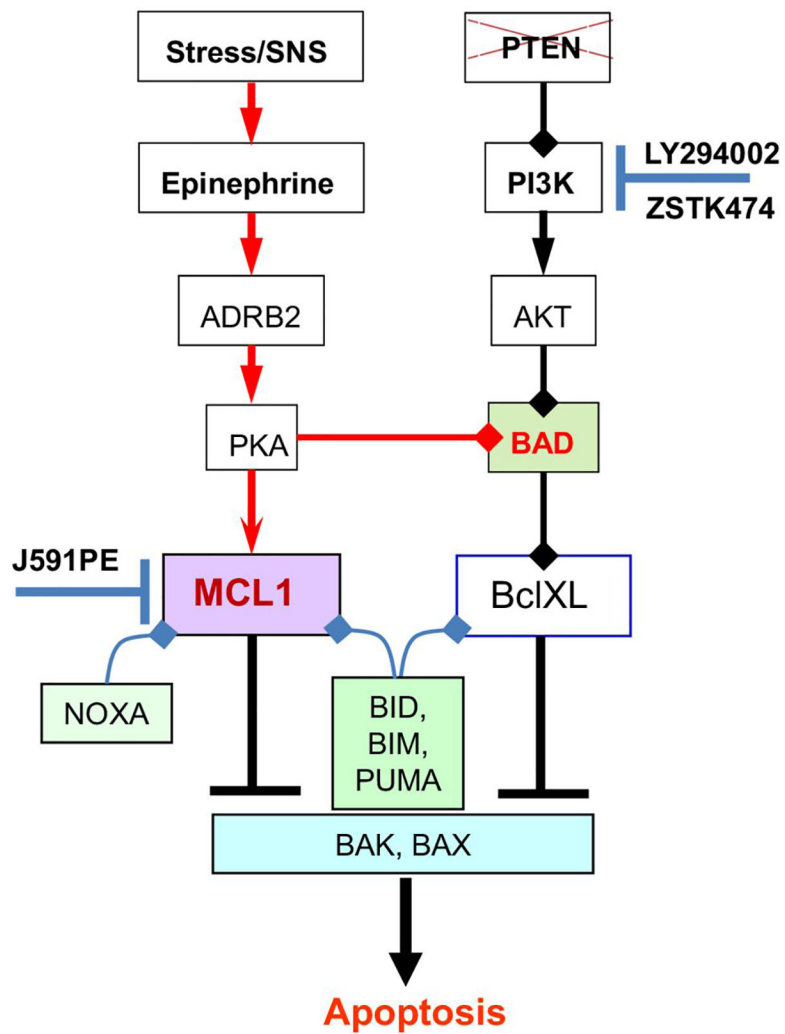 Stress/SNS
PTEN
Epinephrine
PI3K
LY294002
ZSTK474
ADRB2
AKT
PKA
BAD
J591PE
MCL1
BclXL
NOXA
BID,
BIM,
PUMA
BAK, BAX
Apoptosis